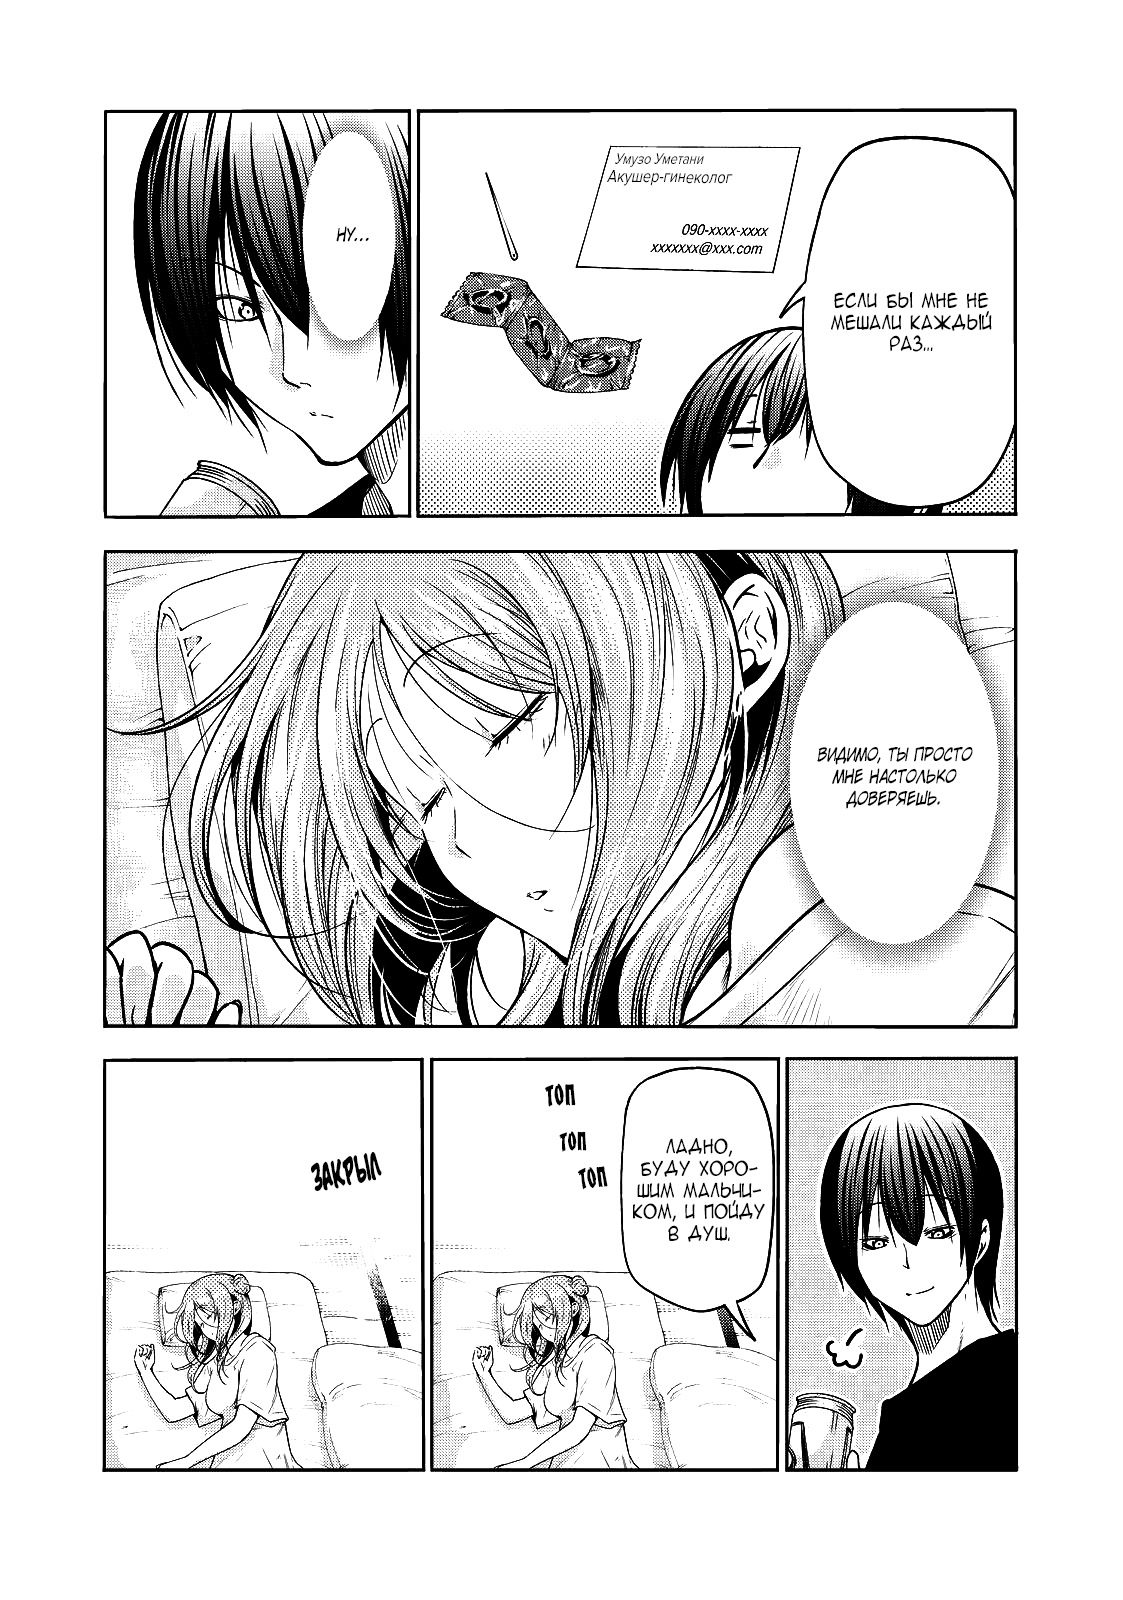 Умузо Уметани
Акушер-гинеколог
090-xxxx-xxxx
xxxxxxx@xxx.com
ЕСЛИ БЫ МНЕ НЕ
МЕШАЛИ КАЖДЫЙ
РАЗ...
НУ...
ВИДИМО, ТЫ ПРОСТО
МНЕ НАСТОЛЬКО
ДОВЕРЯЕШЬ.
ЛАДНО,
БУДУ ХОРО-
ШИМ МАЛЬЧИ-
КОМ, И ПОЙДУ
В ДУШ.
ТОП
ТОП
ТОП
ЗАКРЫЛ